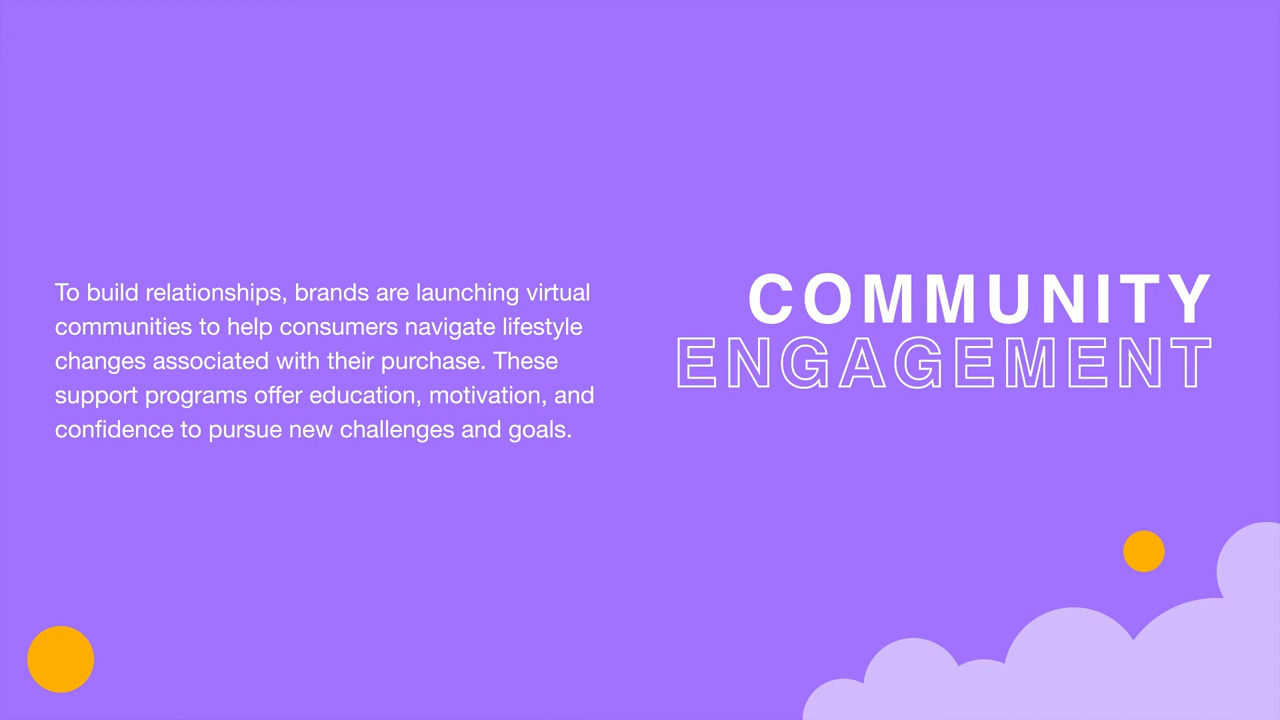 To build relationships, brands are launching virtual
communities to help consumers navigate lifestyle
changes associated with their purchase. These
support programs offer education, motivation, and
confidence to pursue new challenges and goals.
COMMUNITY
ENGAGEMENT